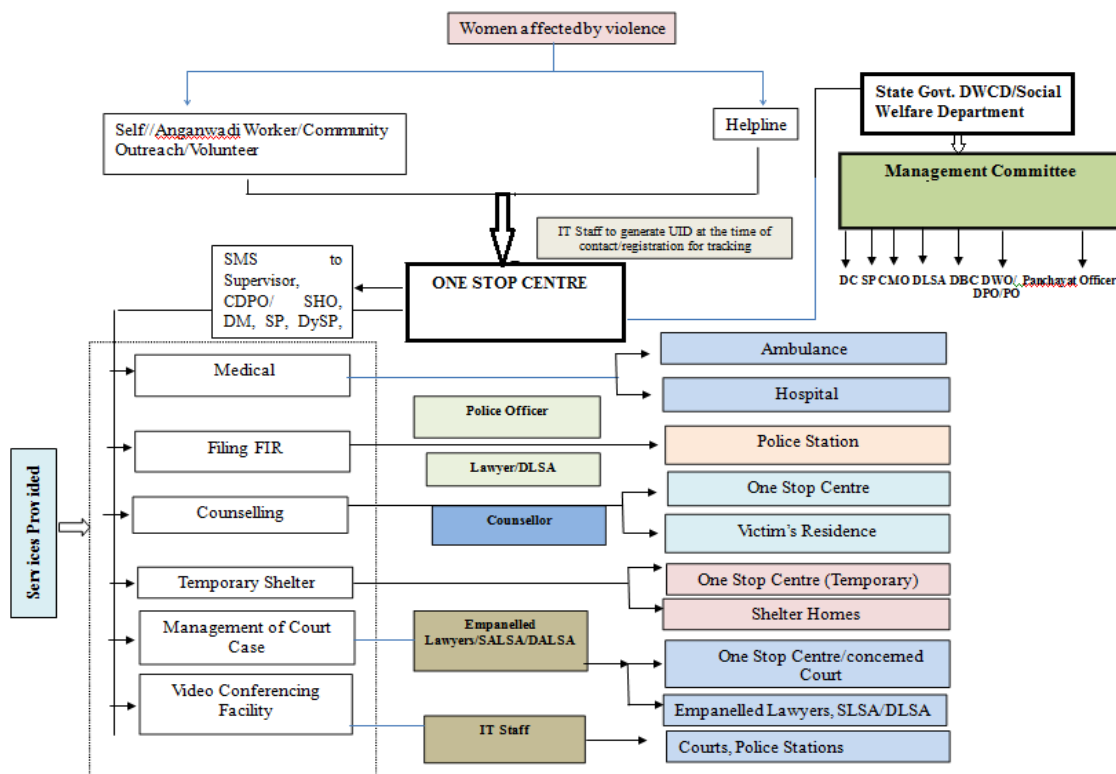 Women affected by violence
State Govt. DWCD/Social
Welfare Department
Self//Anganwadi Worker/Community
Outreach/Volunteer
Helpline
Management Committee
IT Staff to generate UID at the time of
contact/registration for tracking
SMS to
Supervisor,
CDPO/ SHO,
DM, SP, DySP,
ONE STOP CENTRE
DC SP CMO DLSA DBC DWO/ Panchayat Officer
DPO/PO
Services Provided
Medical
Ambulance
Hospital
Police Officer
Filing FIR
Police Station
Lawyer/DLSA
Counselling
Counsellor
One Stop Centre
Victim's Residence
Temporary Shelter
One Stop Centre (Temporary)
Shelter Homes
Management of Court
Case
Empanelled
Lawyers/SALSA/DALSA
One Stop Centre/concerned
Court
Empanelled Lawyers, SLSA/DLSA
Video Conferencing
Facility
IT Staff
Courts, Police Stations